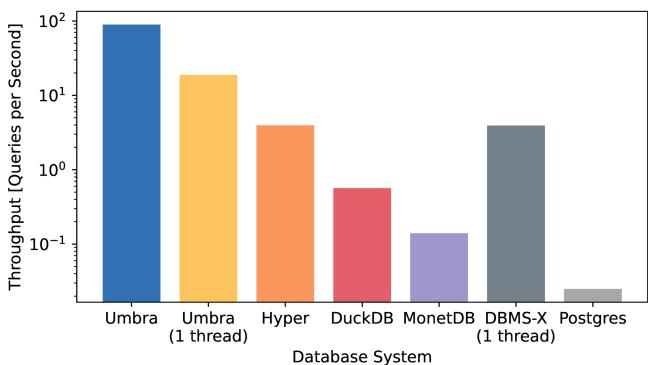 Throughput [Queries per Second]
10²
10¹
10⁰
10⁻¹
Umbra
Umbra (1 thread)
Hyper
DuckDB
MonetDB
DBMS-X (1 thread)
Postgres
Database System